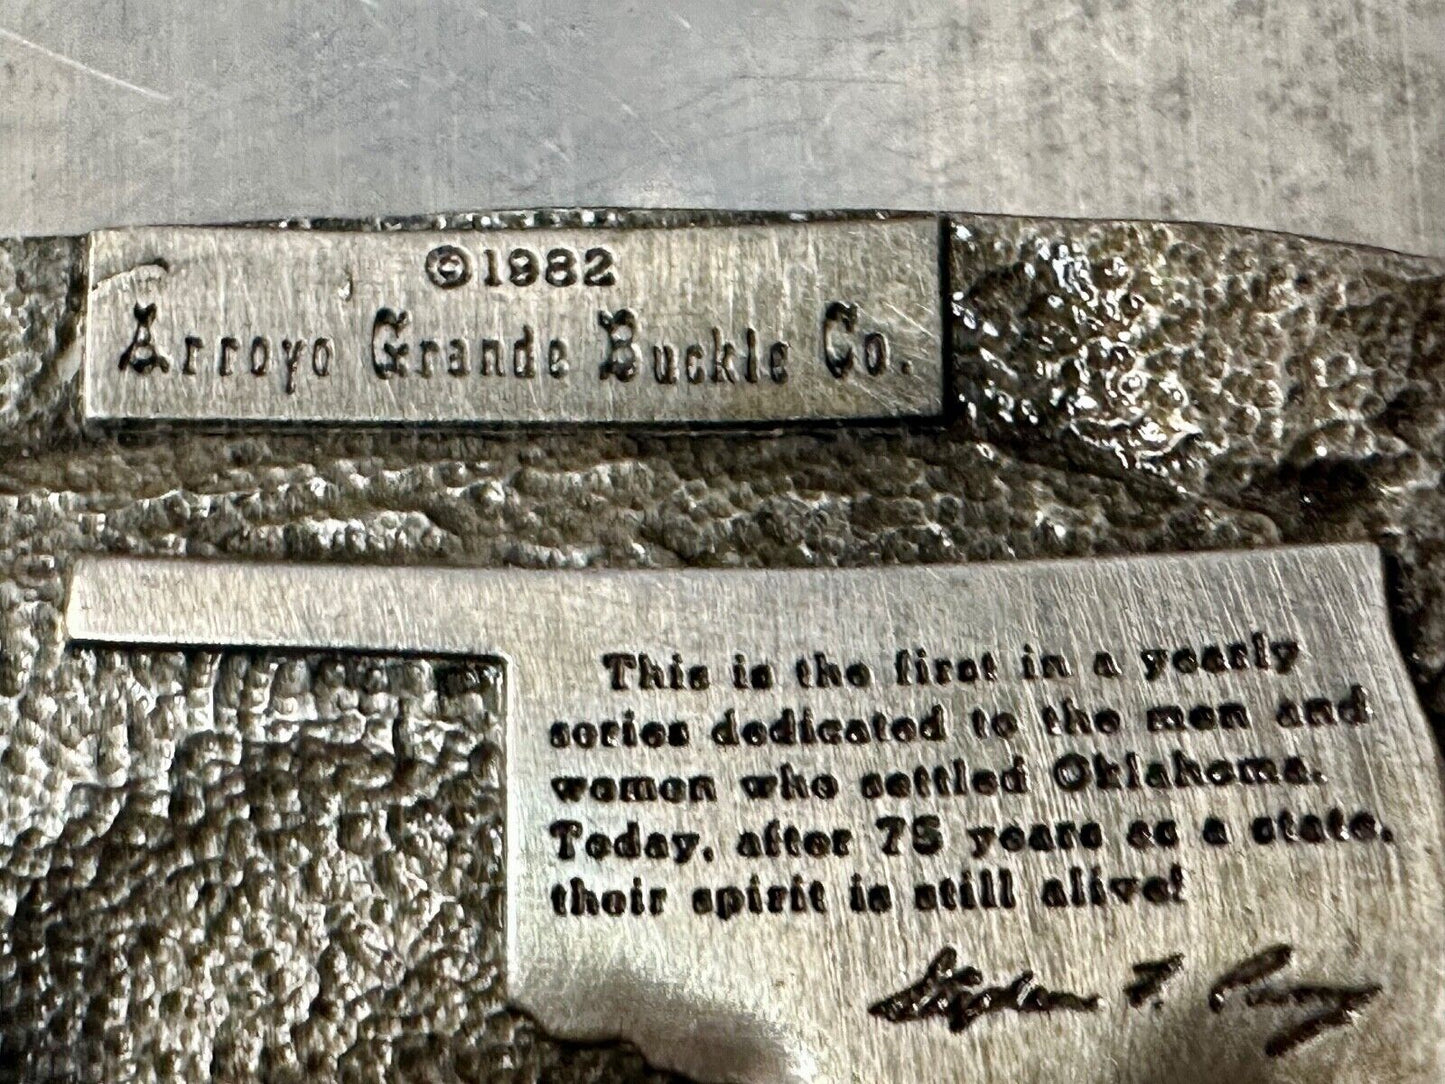 ©1982
Arroyo Grande Buckle Co.
This is the first in a yearly
series dedicated to the men and
women who settled Oklahoma.
Today, after 75 years as a state,
their spirit is still alive!
Stephen T.